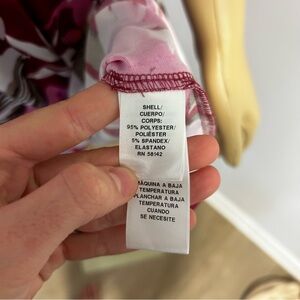 SHELL/
CUERPO/
CORPS:
95% POLYESTER/
POLIÉSTER
5% SPANDEX/
ELASTANO
RN 58142
MÁQUINA A BAJA
TEMPERATURA
PLANCHAR A BAJA
TEMPERATURA
CUANDO
SE NECESITE